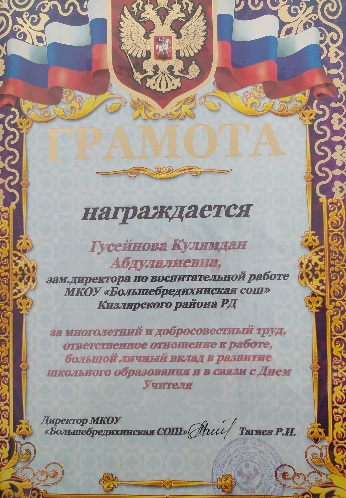 ГРАМОТА
награждается
Гусейнова Кулямдан
Абдулалиевна,
зам.директора по воспитательной работе
МКОУ «Большебредихинская сош»
Кизлярского района РД
за многолетний и добросовестный труд,
ответственное отношение к работе,
большой личный вклад в развитие
школьного образования и в связи с Днем
Учителя
Директор МКОУ
«Большебредихинская СОШ» Тагиев Р.И.